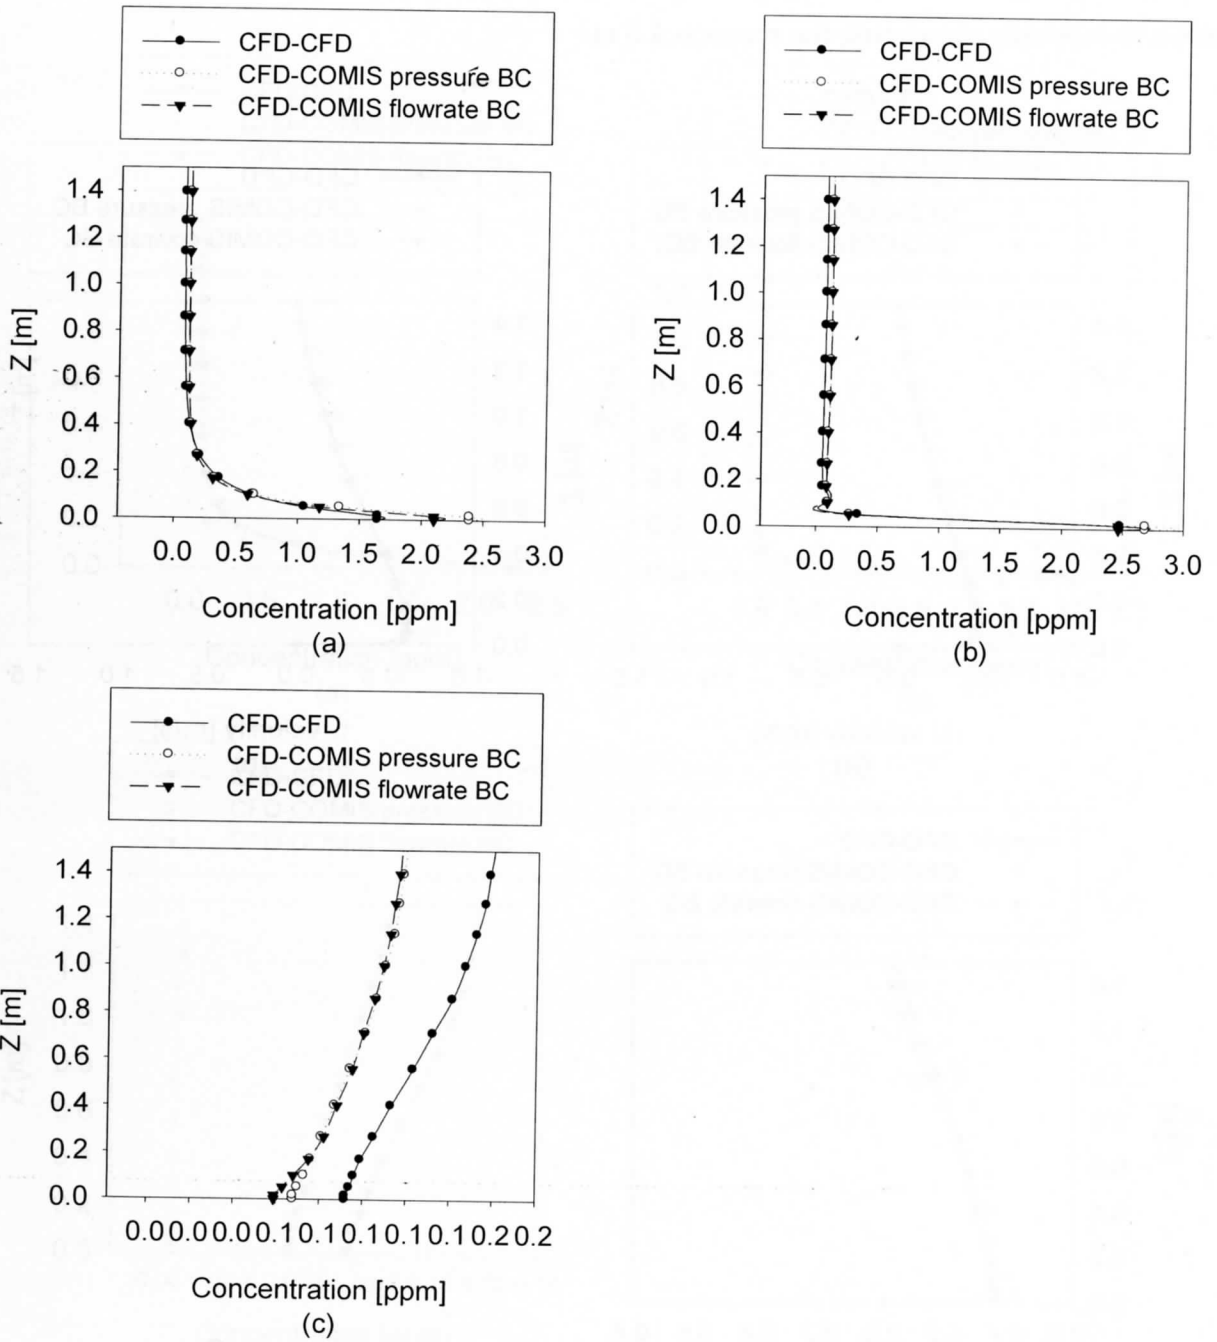 CFD-CFD
CFD-COMIS pressure BC
CFD-COMIS flowrate BC
1.4
1.2
1.0
0.8
0.6
0.4
0.2
0.0
Z [m]
0.0 0.5 1.0 1.5 2.0 2.5 3.0
Concentration [ppm]
(a)
CFD-CFD
CFD-COMIS pressure BC
CFD-COMIS flowrate BC
1.4
1.2
1.0
0.8
0.6
0.4
0.2
0.0
Z [m]
0.0 0.5 1.0 1.5 2.0 2.5 3.0
Concentration [ppm]
(b)
CFD-CFD
CFD-COMIS pressure BC
CFD-COMIS flowrate BC
1.4
1.2
1.0
0.8
0.6
0.4
0.2
0.0
Z [m]
0.00.00.00.10.10.10.10.10.20.2
Concentration [ppm]
(c)